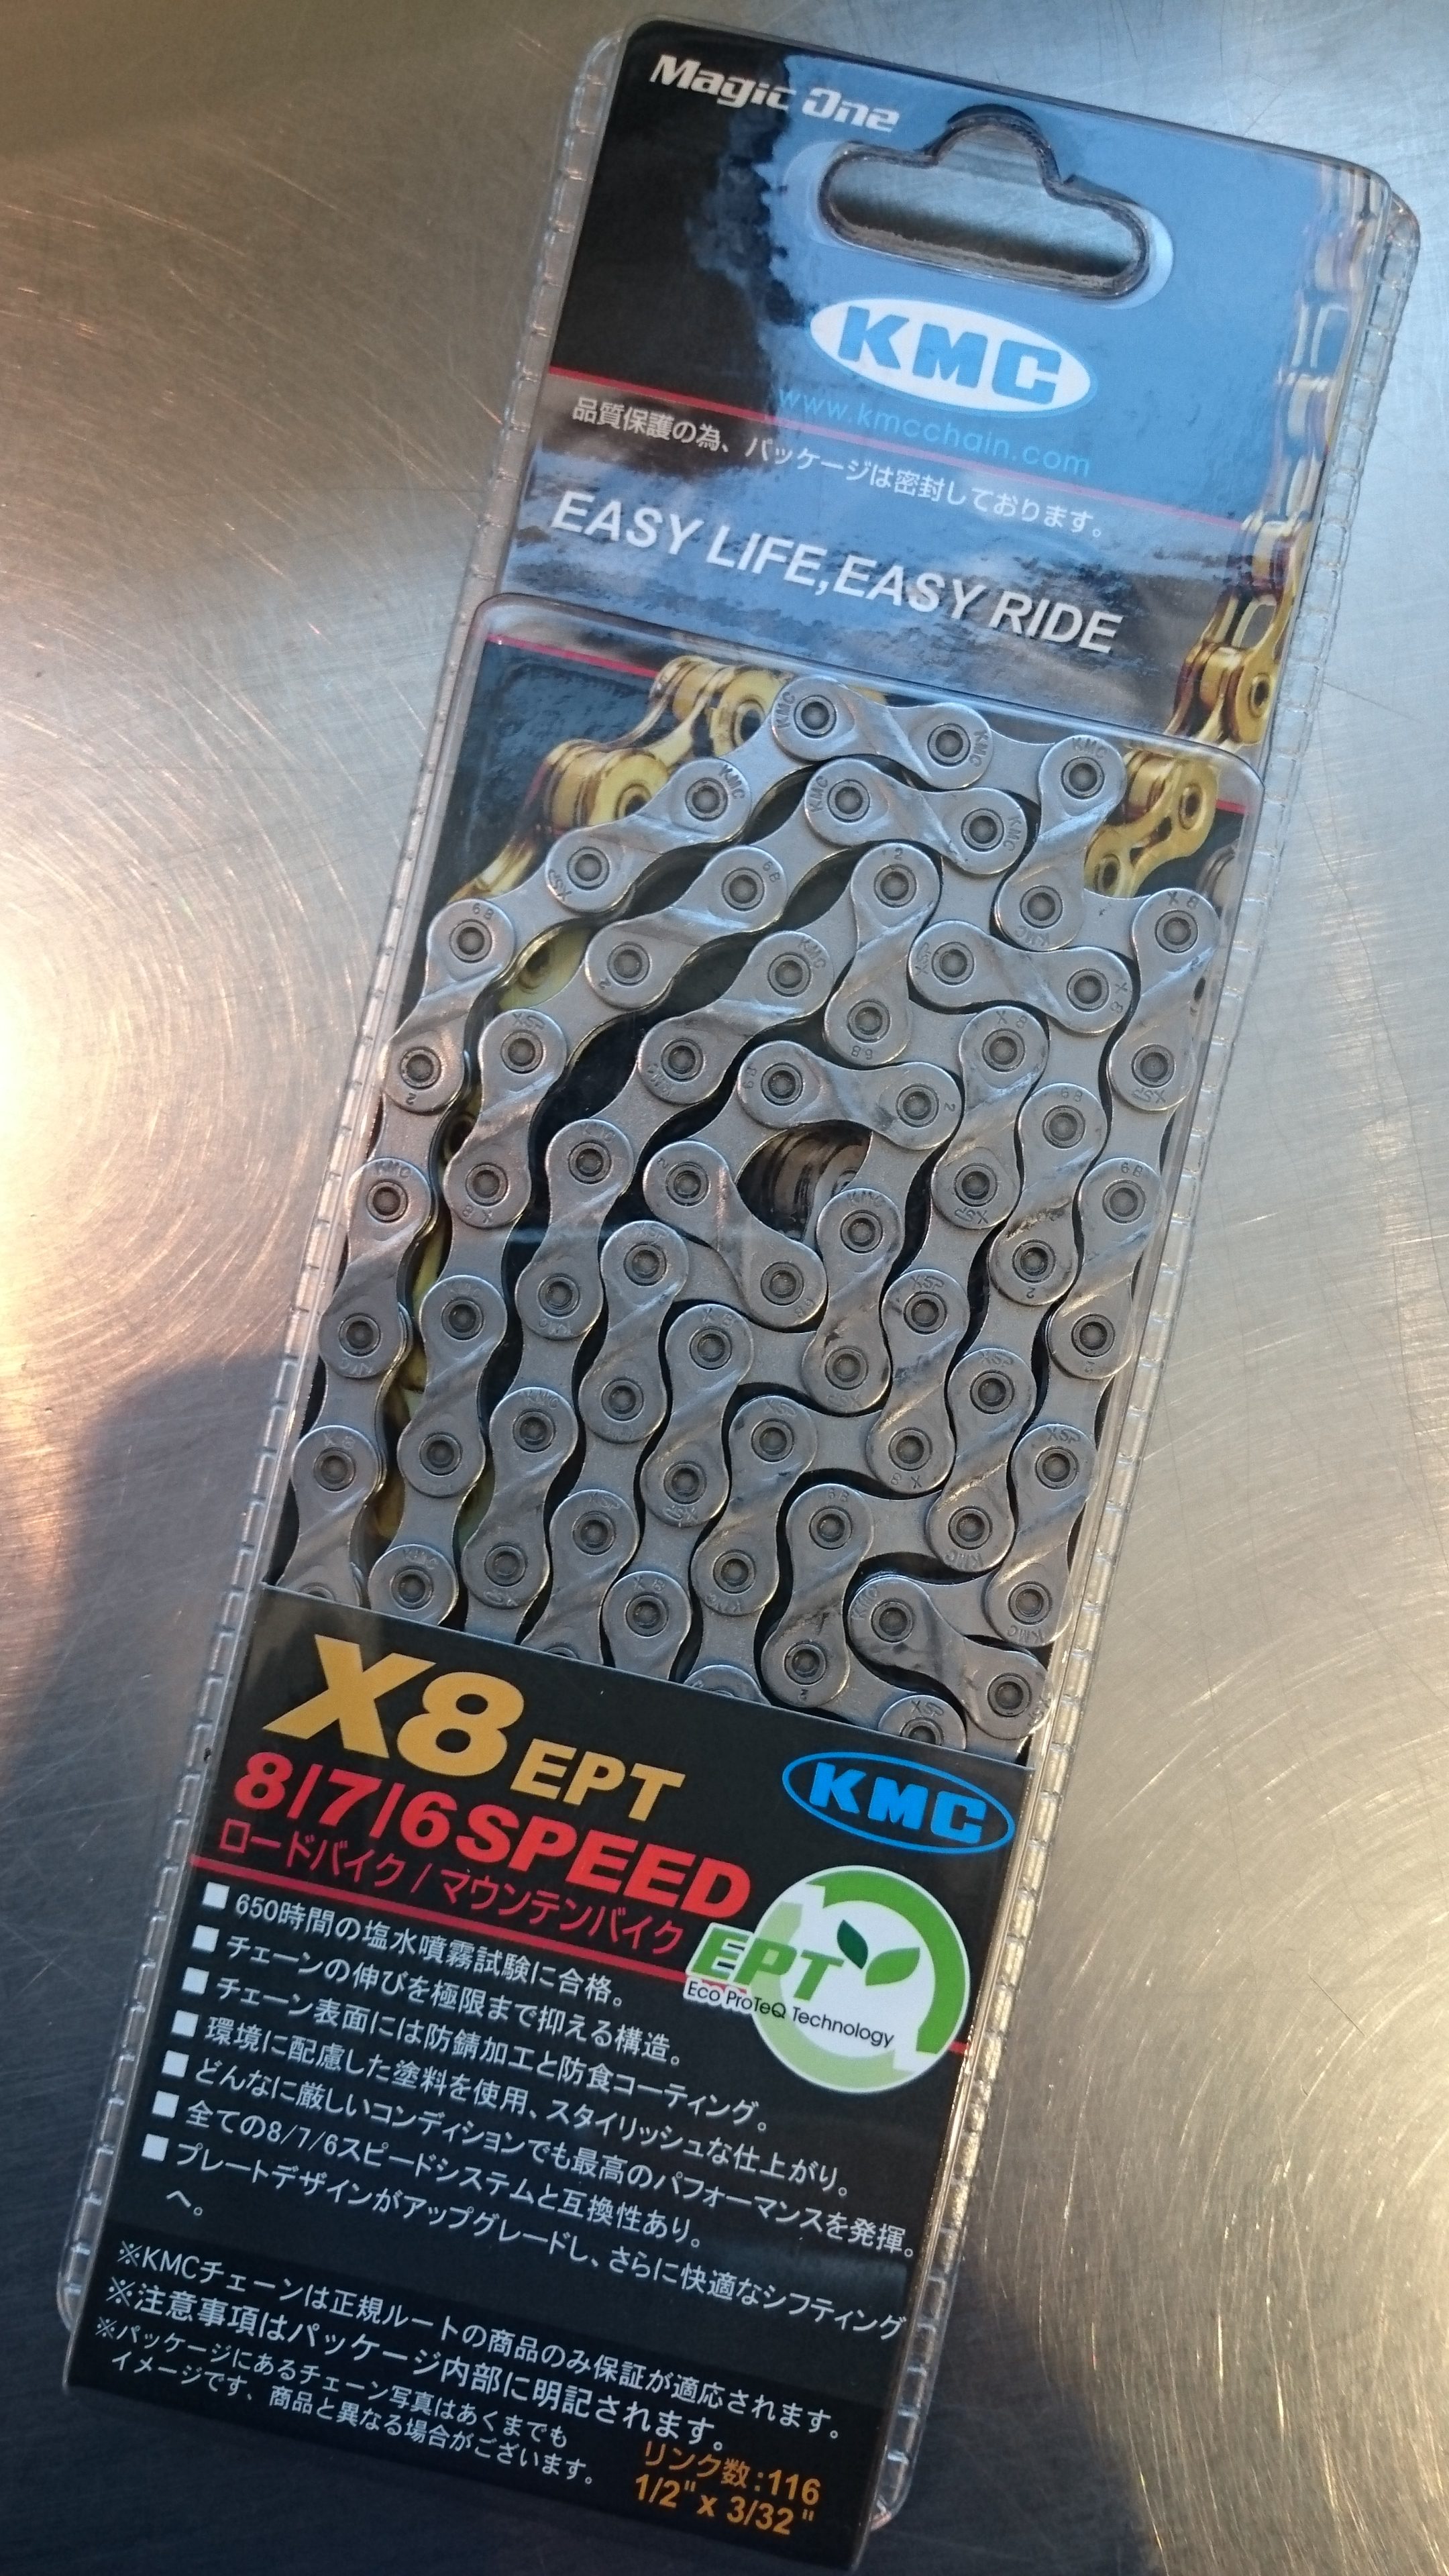 Magic One
KMC
www.kmcchain.com
品質保護の為、パッケージは密封しております。
EASY LIFE,EASY RIDE
X8 EPT
KMC
8/7/6 SPEED
ロードバイク / マウンテンバイク
EPT
Eco ProTeQ Technology
■ 650時間の塩水噴霧試験に合格。
■ チェーンの伸びを極限まで抑える構造。
■ チェーン表面には防錆加工と防食コーティング。
■ 環境に配慮した塗料を使用、スタイリッシュな仕上がり。
■ どんなに厳しいコンディションでも最高のパフォーマンスを発揮。
■ 全ての8/7/6スピードシステムと互換性あり。
■ プレートデザインがアップグレードし、さらに快適なシフティング
へ。
※KMCチェーンは正規ルートの商品のみ保証が適応されます。
※注意事項はパッケージ内部に明記されます。
※パッケージにあるチェーン写真はあくまでも
イメージです、商品と異なる場合がございます。
リンク数:116
1/2" x 3/32"